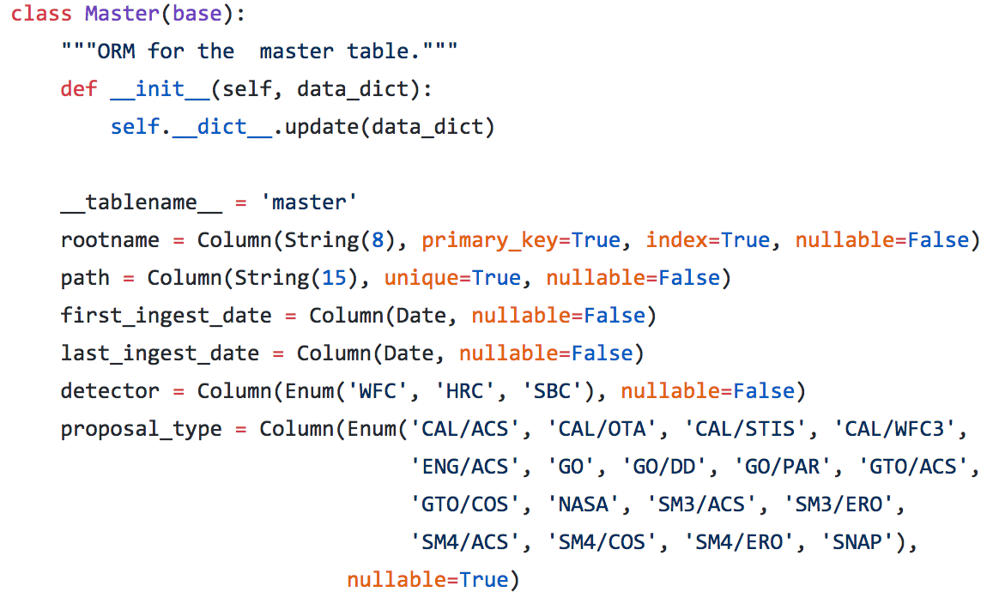 class Master(base):
    """ORM for the  master table."""
    def __init__(self, data_dict):
        self.__dict__.update(data_dict)

    __tablename__ = 'master'
    rootname = Column(String(8), primary_key=True, index=True, nullable=False)
    path = Column(String(15), unique=True, nullable=False)
    first_ingest_date = Column(Date, nullable=False)
    last_ingest_date = Column(Date, nullable=False)
    detector = Column(Enum('WFC', 'HRC', 'SBC'), nullable=False)
    proposal_type = Column(Enum('CAL/ACS', 'CAL/OTA', 'CAL/STIS', 'CAL/WFC3',
                                'ENG/ACS', 'GO', 'GO/DD', 'GO/PAR', 'GTO/ACS',
                                'GTO/COS', 'NASA', 'SM3/ACS', 'SM3/ERO',
                                'SM4/ACS', 'SM4/COS', 'SM4/ERO', 'SNAP'),
                           nullable=True)